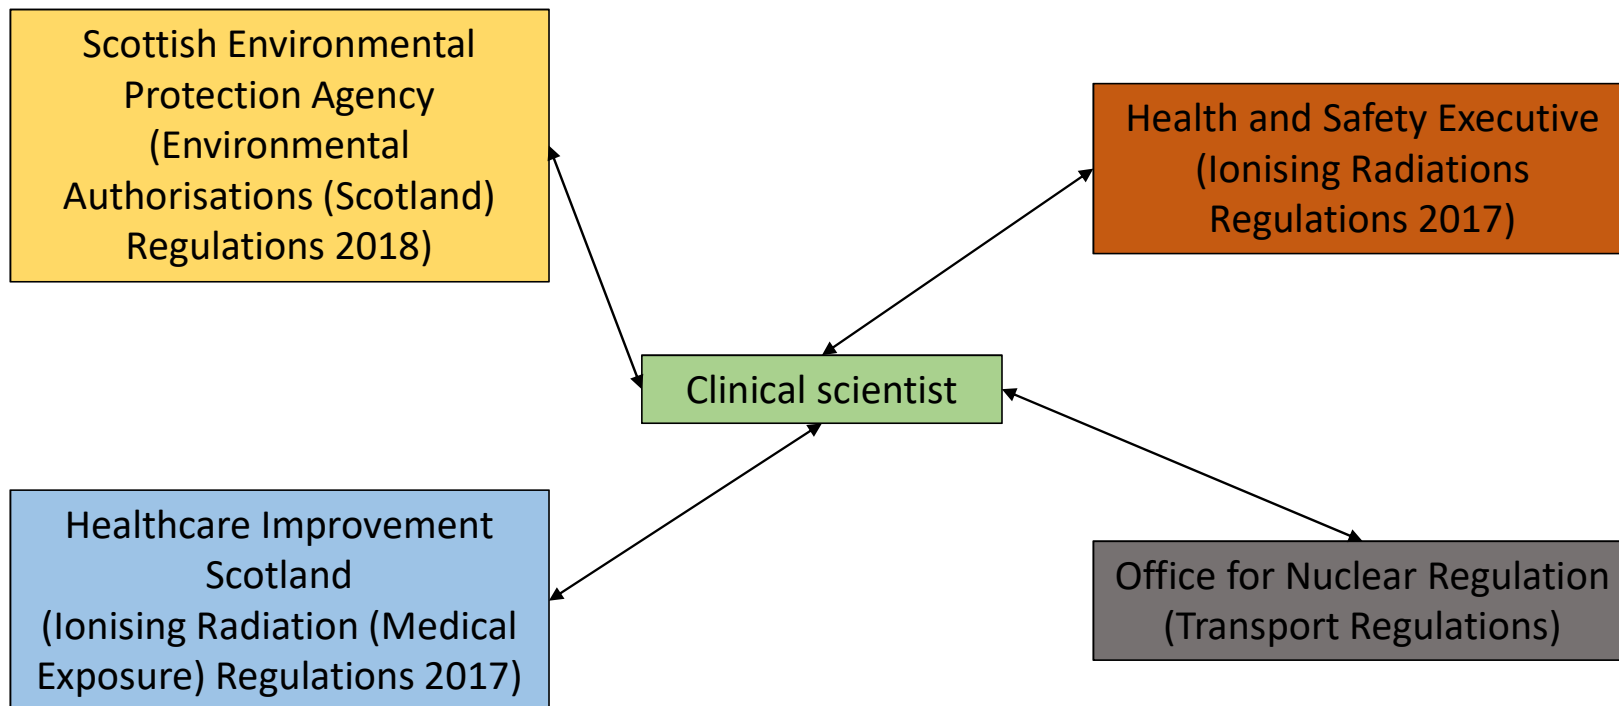 Scottish Environmental
Protection Agency
(Environmental
Authorisations (Scotland)
Regulations 2018)
Health and Safety Executive
(Ionising Radiations
Regulations 2017)
Clinical scientist
Healthcare Improvement
Scotland
(Ionising Radiation (Medical
Exposure) Regulations 2017)
Office for Nuclear Regulation
(Transport Regulations)